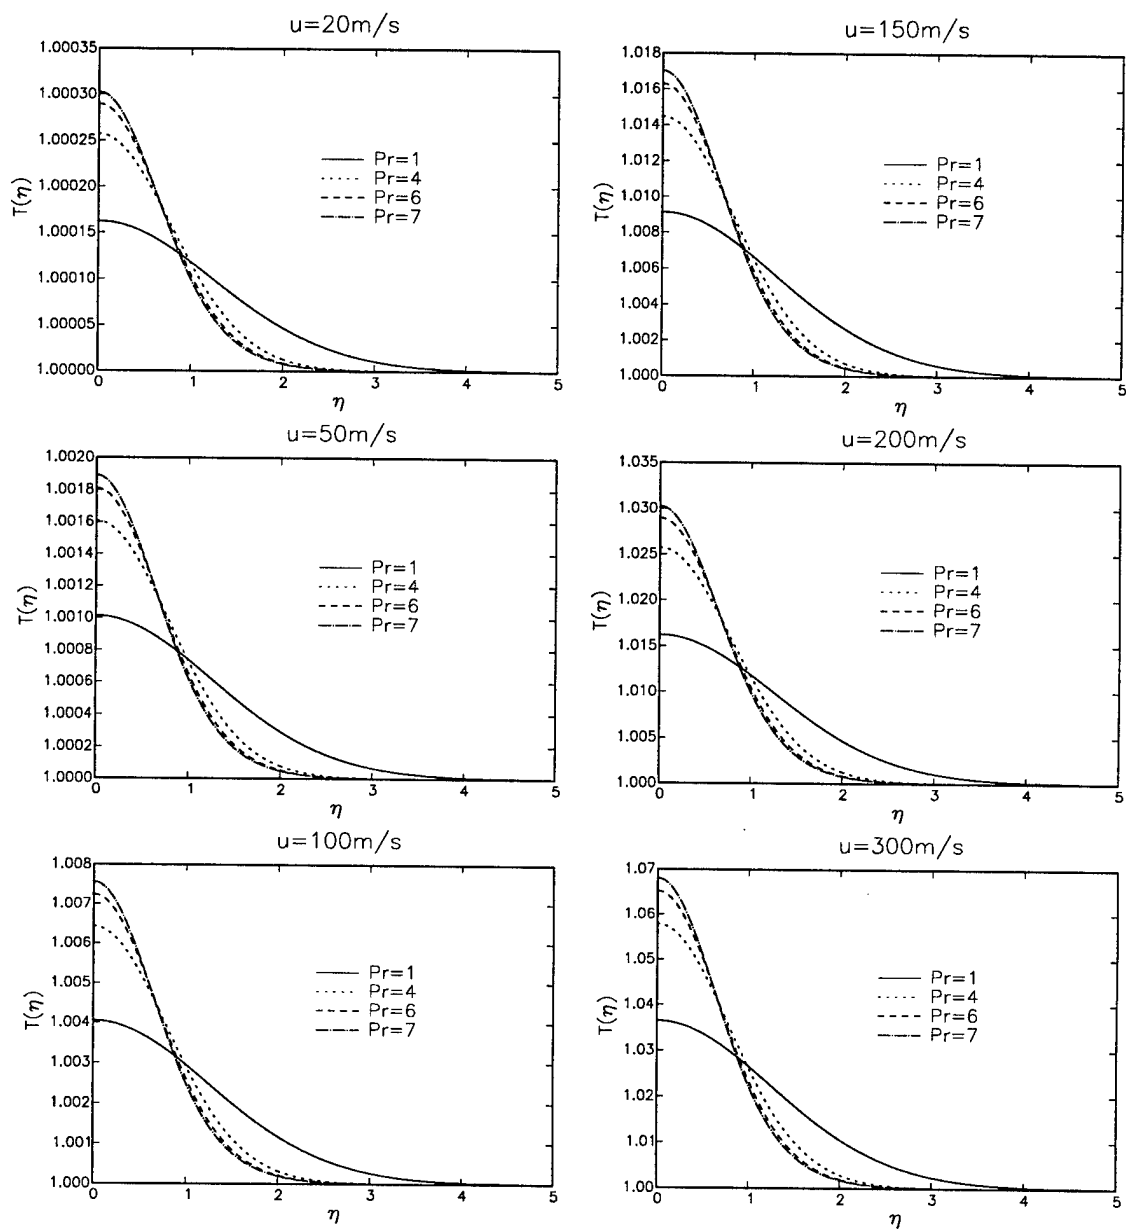 u=20m/s
1.00035
1.00030
1.00025
1.00020
1.00015
1.00010
1.00005
1.00000
T(η)
Pr=1
Pr=4
Pr=6
Pr=7
0 1 2 3 4 5
η
u=150m/s
1.018
1.016
1.014
1.012
1.010
1.008
1.006
1.004
1.002
1.000
T(η)
Pr=1
Pr=4
Pr=6
Pr=7
0 1 2 3 4 5
η
u=50m/s
1.0020
1.0018
1.0016
1.0014
1.0012
1.0010
1.0008
1.0006
1.0004
1.0002
1.0000
T(η)
Pr=1
Pr=4
Pr=6
Pr=7
0 1 2 3 4 5
η
u=200m/s
1.035
1.030
1.025
1.020
1.015
1.010
1.005
1.000
T(η)
Pr=1
Pr=4
Pr=6
Pr=7
0 1 2 3 4 5
η
u=100m/s
1.008
1.007
1.006
1.005
1.004
1.003
1.002
1.001
1.000
T(η)
Pr=1
Pr=4
Pr=6
Pr=7
0 1 2 3 4 5
η
u=300m/s
1.07
1.06
1.05
1.04
1.03
1.02
1.01
1.00
T(η)
Pr=1
Pr=4
Pr=6
Pr=7
0 1 2 3 4 5
η